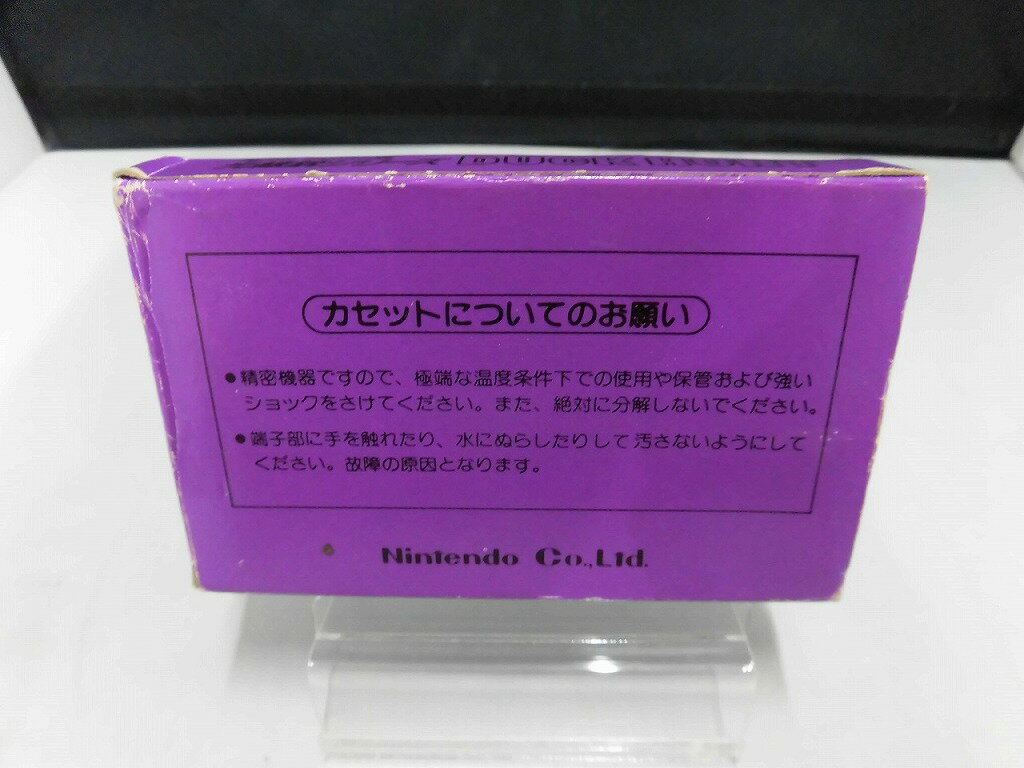 カセットについてのお願い
●精密機器ですので、極端な温度条件下での使用や保管および強い
ショックをさけてください。また、絶対に分解しないでください。
●端子部に手を触れたり、水にぬらしたりして汚さないようにして
ください。故障の原因となります。
Nintendo Co.,Ltd.